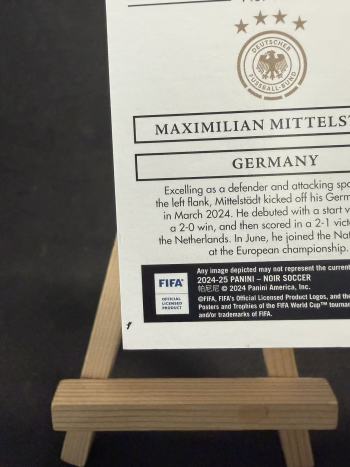 DEUTSCHER
FUSSBALL-BUND
MAXIMILIAN MITTELST
GERMANY
Excelling as a defender and attacking spa
the left flank, Mittelstädt kicked off his Germ
in March 2024. He debuted with a start v
a 2-0 win, and then scored in a 2-1 victo
the Netherlands. In June, he joined the Nat
at the European championship.
Any image depicted may not represent the current
2024-25 PANINI – NOIR SOCCER
帕尼尼 © 2024 Panini America, Inc.
©FIFA, FIFA's Official Licensed Product Logos, and the
Posters and Trophies of the FIFA World Cup™ tourna
and/or trademarks of FIFA.
FIFA
OFFICIAL
LICENSED
PRODUCT